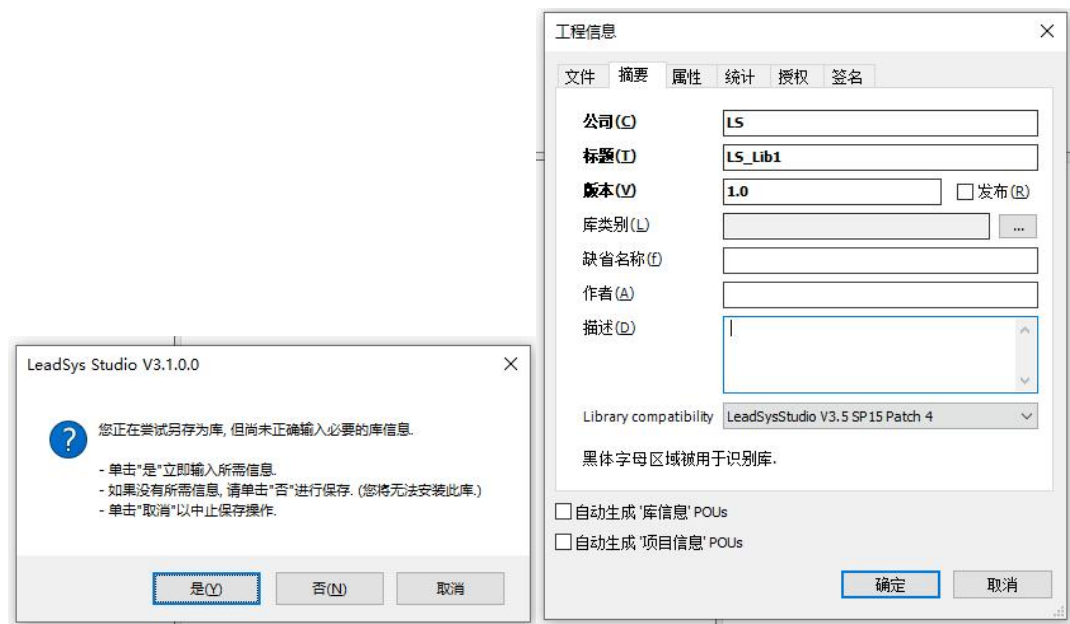 LeadSys Studio V3.1.0.0
您正在尝试另存为库, 但尚未正确输入必要的库信息.
- 单击"是"立即输入所需信息.
- 如果没有所需信息, 请单击"否"进行保存. (您将无法安装此库.)
- 单击"取消"以中止保存操作.
是(Y) 否(N) 取消
工程信息
文件 摘要 属性 统计 授权 签名
公司(C) LS
标题(T) LS_Lib1
版本(V) 1.0 发布(R)
库类别(L) ...
缺省名称(f)
作者(A)
描述(D)
Library compatibility LeadSysStudio V3.5 SP15 Patch 4
黑体字母区域被用于识别库.
自动生成 '库信息' POUs
自动生成 '项目信息' POUs
确定 取消